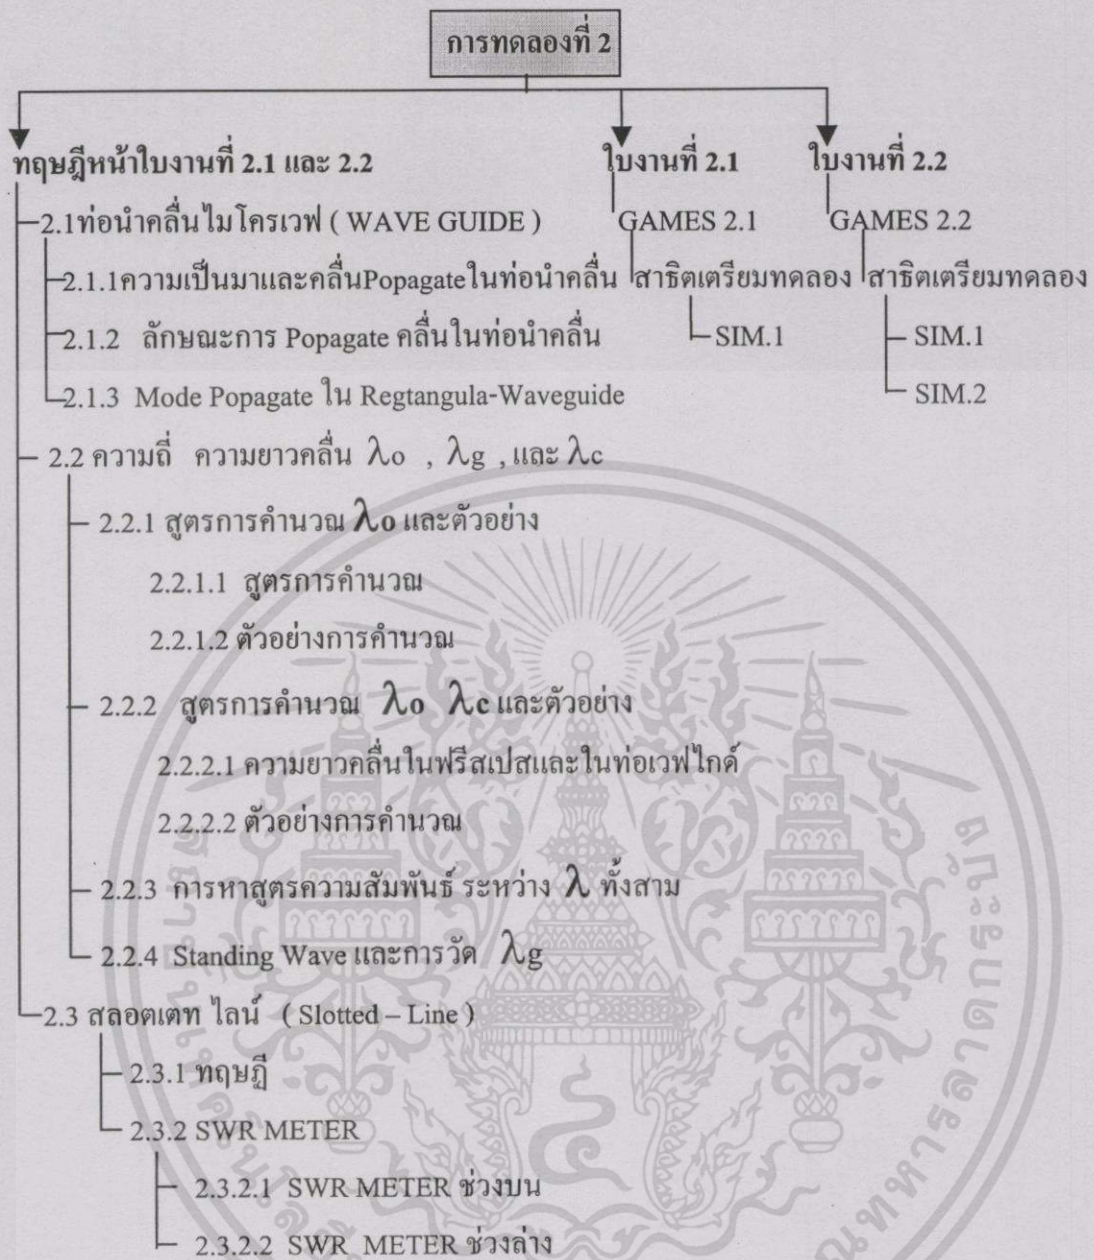 การทดลองที่ 2
ทฤษฎีหน้าใบงานที่ 2.1 และ 2.2
ใบงานที่ 2.1
ใบงานที่ 2.2
2.1ท่อนำคลื่นไมโครเวฟ ( WAVE GUIDE )
GAMES 2.1
GAMES 2.2
2.1.1ความเป็นมาและคลื่นPopagateในท่อนำคลื่น
สาธิตเตรียมทดลอง
สาธิตเตรียมทดลอง
2.1.2 ลักษณะการ Popagate คลื่นในท่อนำคลื่น
SIM.1
SIM.1
2.1.3 Mode Popagate ใน Regtangula-Waveguide
SIM.2
2.2 ความถี่ ความยาวคลื่น λo , λg , และ λc
2.2.1 สูตรการคำนวณ λo และตัวอย่าง
2.2.1.1 สูตรการคำนวณ
2.2.1.2 ตัวอย่างการคำนวณ
2.2.2 สูตรการคำนวณ λo λc และตัวอย่าง
2.2.2.1 ความยาวคลื่นในฟรีสเปสและในท่อเวฟไกด์
2.2.2.2 ตัวอย่างการคำนวณ
2.2.3 การหาสูตรความสัมพันธ์ ระหว่าง λ ทั้งสาม
2.2.4 Standing Wave และการวัด λg
2.3 สลอตเตท ไลน์ ( Slotted – Line )
2.3.1 ทฤษฎี
2.3.2 SWR METER
2.3.2.1 SWR METER ช่วงบน
2.3.2.2 SWR METER ช่วงล่าง